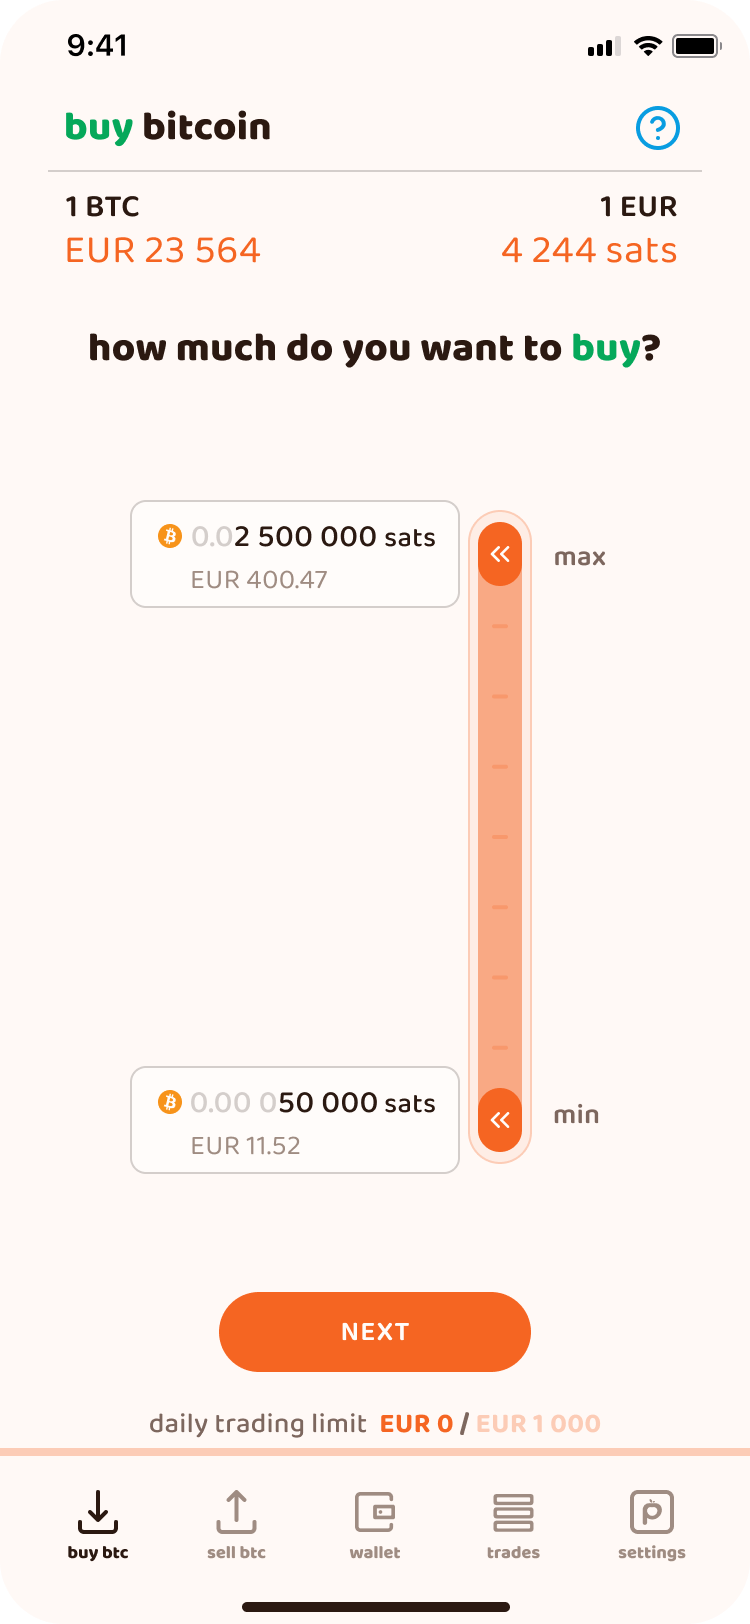 9:41
buy bitcoin
1 BTC
1 EUR
EUR 23 564
4 244 sats
how much do you want to buy?
0.02 500 000 sats
EUR 400.47
max
0.00 050 000 sats
EUR 11.52
min
NEXT
daily trading limit EUR 0 / EUR 1 000
buy btc
sell btc
wallet
trades
settings